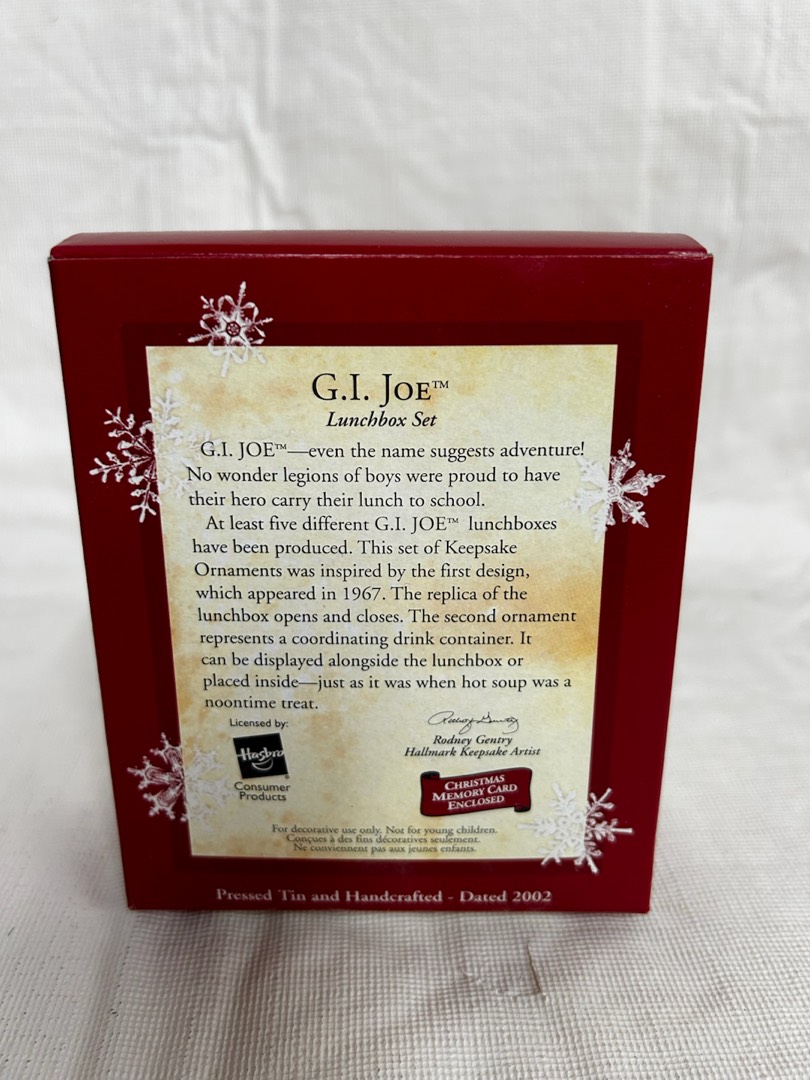 G.I. JOE™
Lunchbox Set
G.I. JOE™—even the name suggests adventure!
No wonder legions of boys were proud to have
their hero carry their lunch to school.
At least five different G.I. JOE™ lunchboxes
have been produced. This set of Keepsake
Ornaments was inspired by the first design,
which appeared in 1967. The replica of the
lunchbox opens and closes. The second ornament
represents a coordinating drink container. It
can be displayed alongside the lunchbox or
placed inside—just as it was when hot soup was a
noontime treat.
Licensed by:
Hasbro
Consumer
Products
Rodney Gentry
Rodney Gentry
Hallmark Keepsake Artist
CHRISTMAS
MEMORY CARD
ENCLOSED
For decorative use only. Not for young children.
Conçues à des fins décoratives seulement.
Ne conviennent pas aux jeunes enfants.
Pressed Tin and Handcrafted - Dated 2002